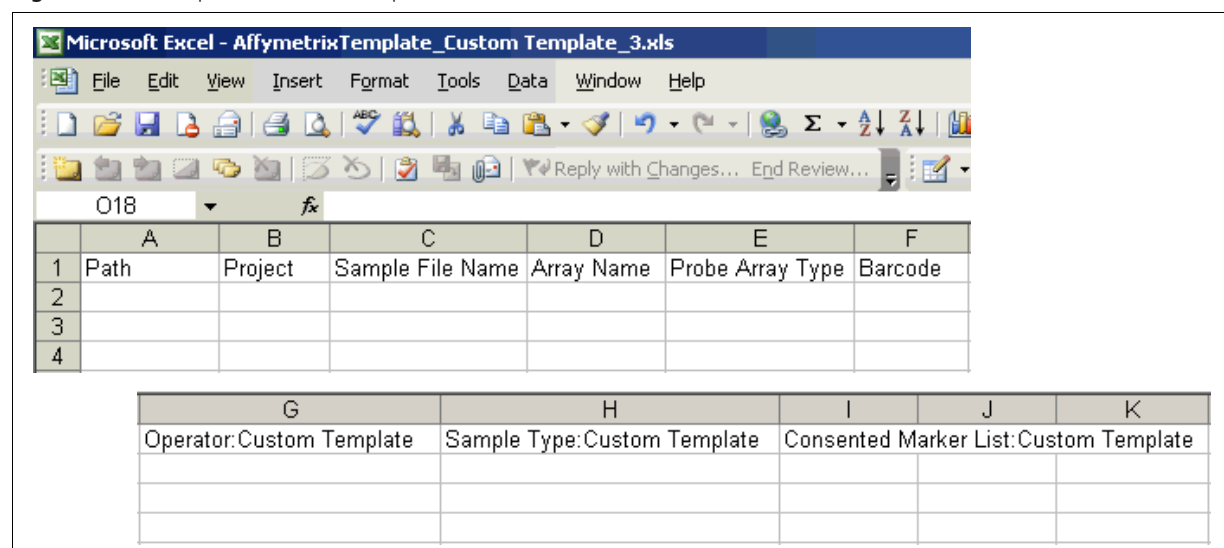 Microsoft Excel - AffymetrixTemplate_Custom Template_3.xls
File Edit View Insert Format Tools Data Window Help
Reply with Changes... End Review...
O18 fx
A B C D E F
1 Path Project Sample File Name Array Name Probe Array Type Barcode
2
3
4
G H I J K
Operator:Custom Template Sample Type:Custom Template Consented Marker List:Custom Template